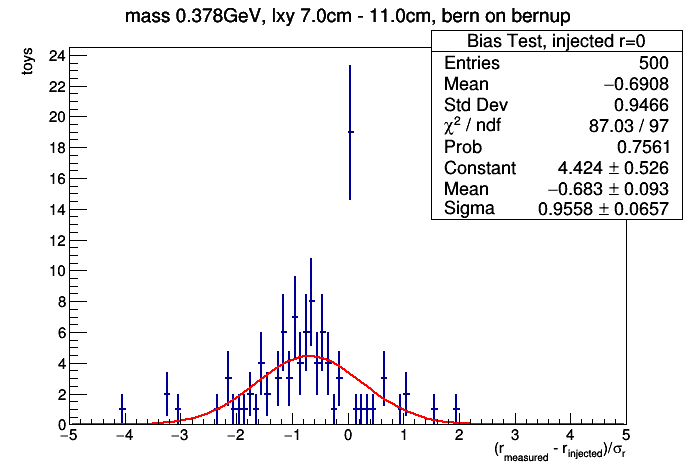 mass 0.378GeV, lxy 7.0cm - 11.0cm, bern on bernup
toys
Bias Test, injected r=0
Entries 500
Mean −0.6908
Std Dev 0.9466
χ² / ndf 87.03 / 97
Prob 0.7561
Constant 4.424 ± 0.526
Mean −0.683 ± 0.093
Sigma 0.9558 ± 0.0657
24
22
20
18
16
14
12
10
8
6
4
2
0
−5 −4 −3 −2 −1 0 1 2 3 4 5
(r_measured - r_injected)/σ_r